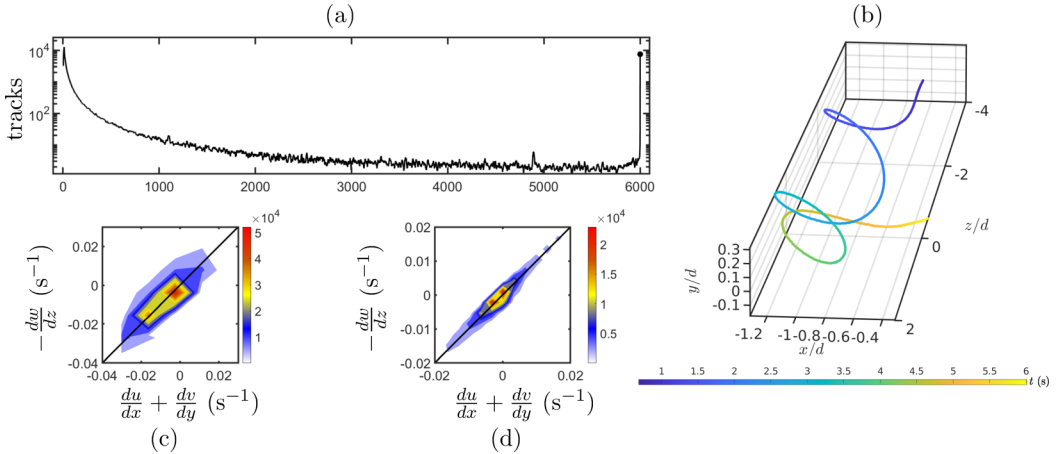 (a)
tracks
10^4
10^2
0 1000 2000 3000 4000 5000 6000
(b)
-4
-2
0
2
z/d
0.3
0.2
0.1
0
-0.1
y/d
-1.2 -1 -0.8 -0.6 -0.4
x/d
1 1.5 2 2.5 3 3.5 4 4.5 5 5.5 6 t (s)
×10^4
0.02
0
-0.02
-0.04
-0.04 -0.02 0 0.02
5
4
3
2
1
−dw/dz (s^−1)
du/dx + dv/dy (s^−1)
(c)
×10^4
0.02
0.01
0
-0.01
-0.02
-0.02 0 0.02
2
1.5
1
0.5
−dw/dz (s^−1)
du/dx + dv/dy (s^−1)
(d)